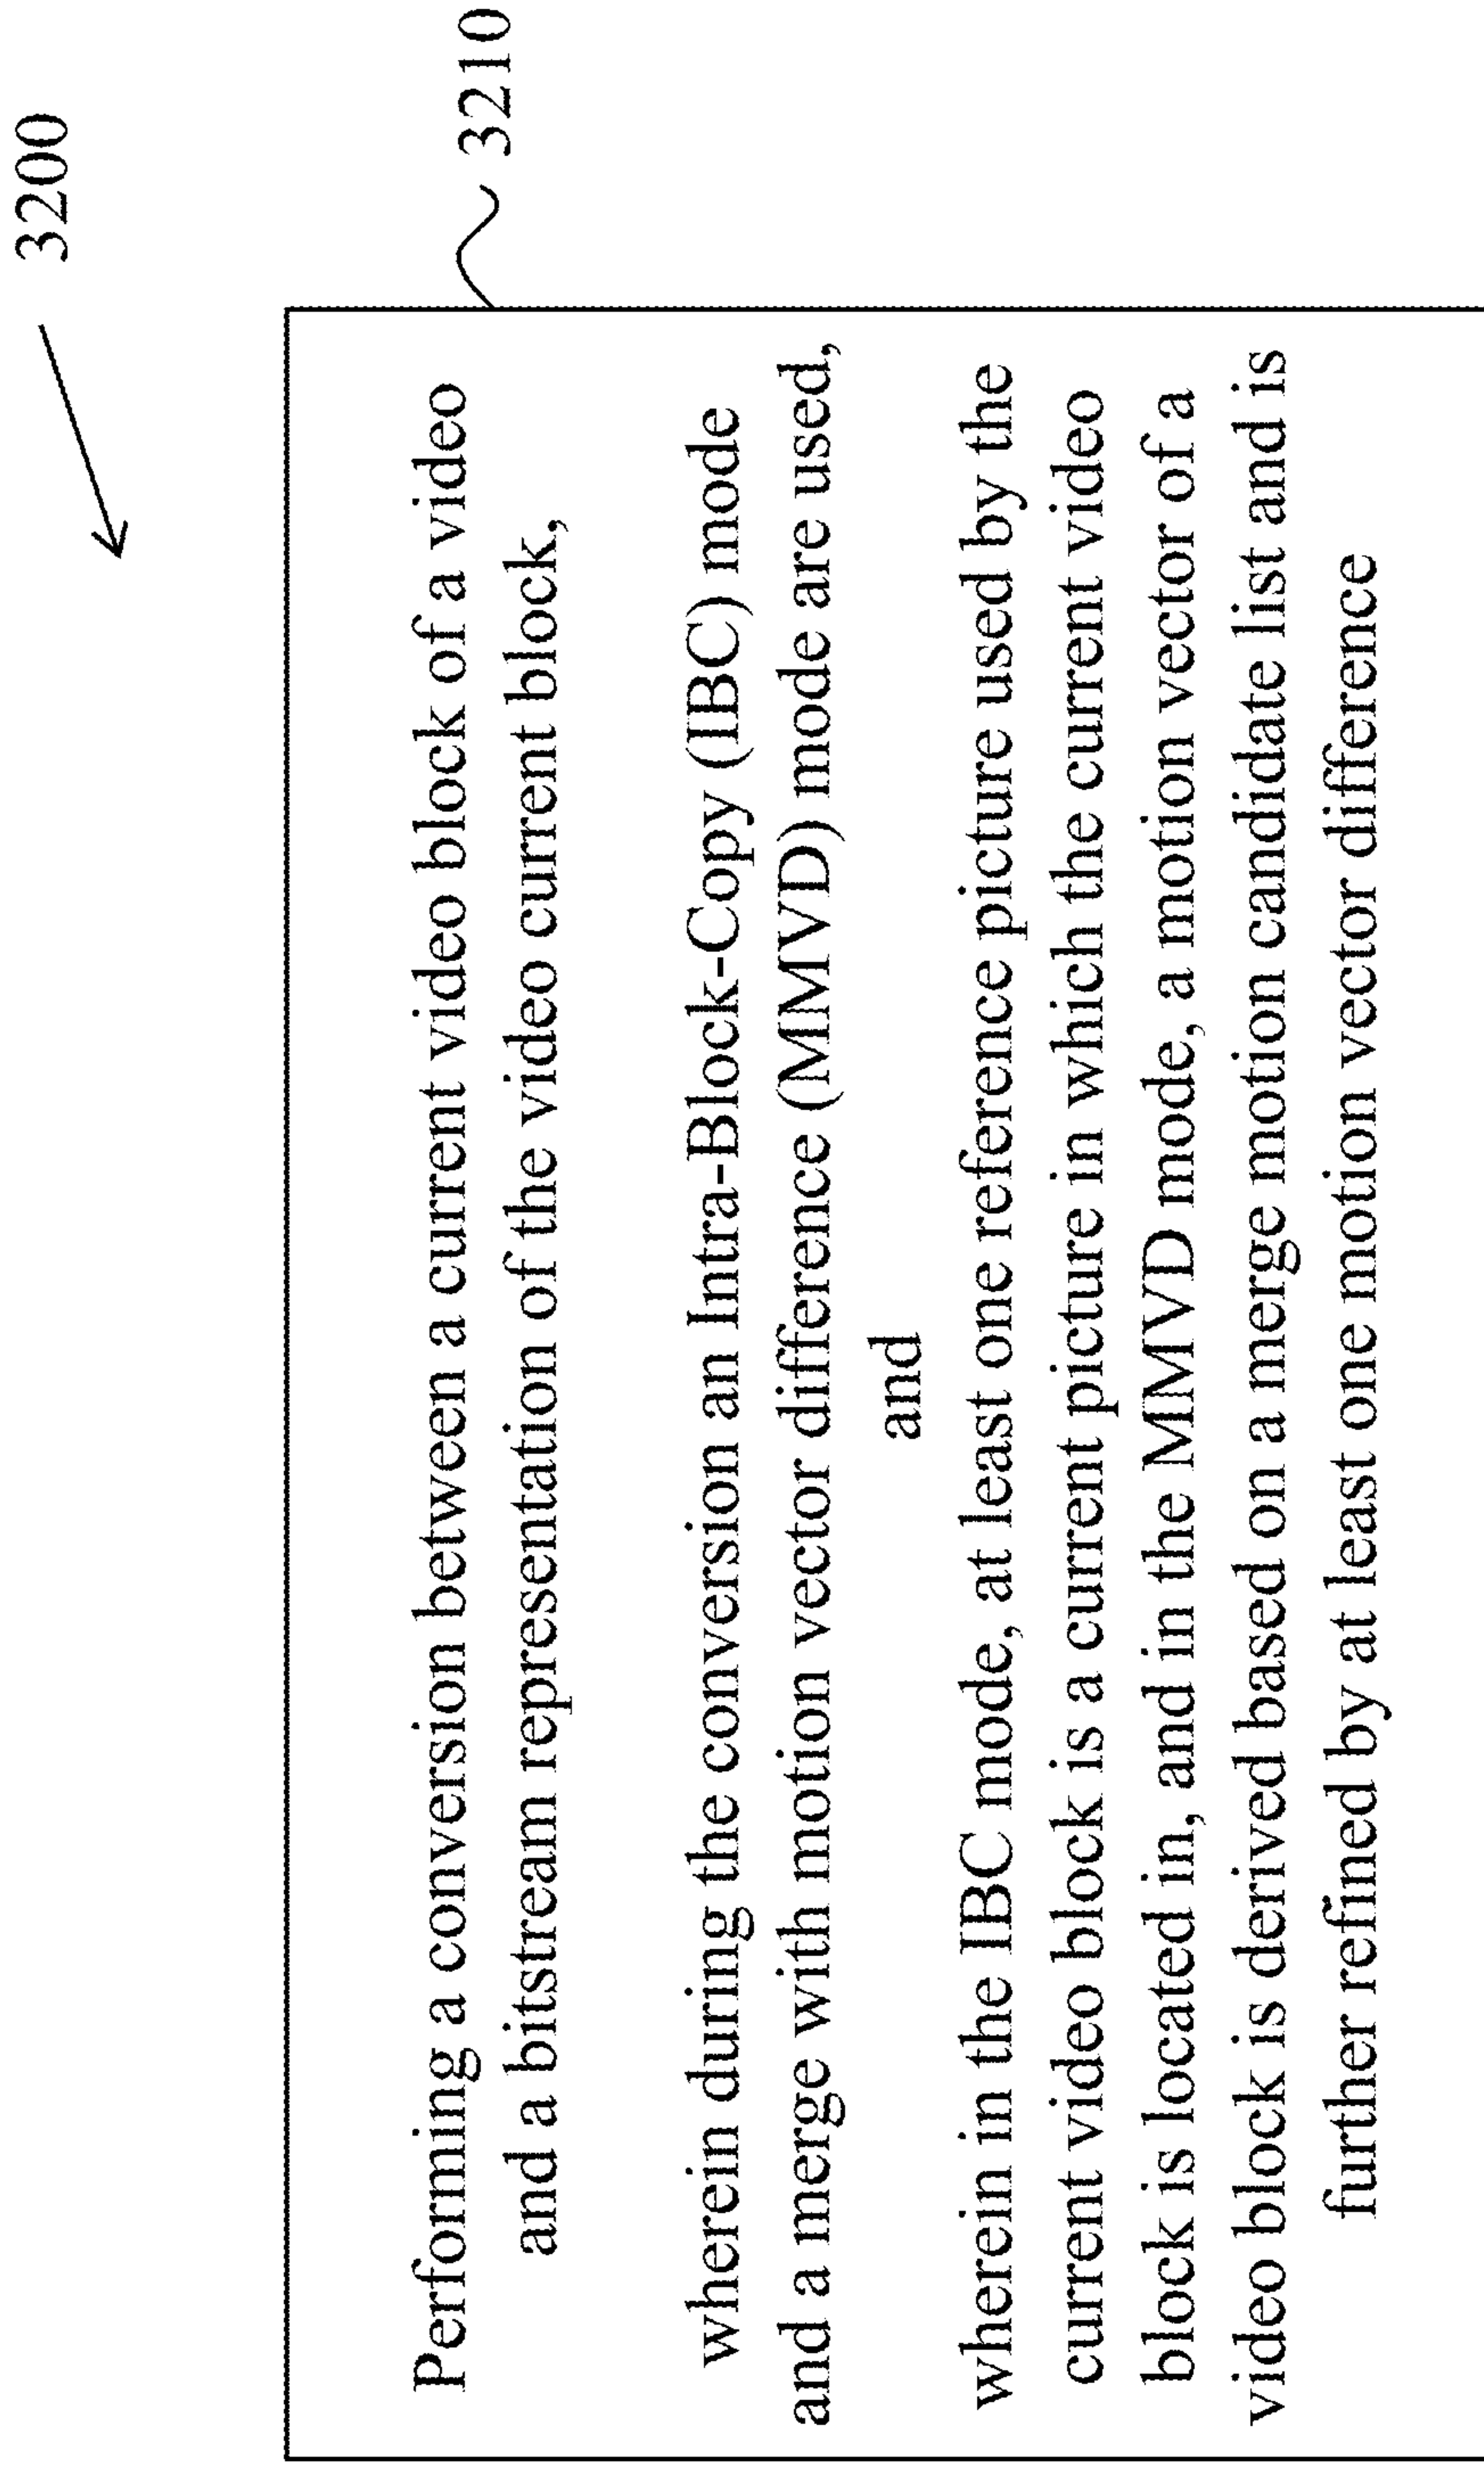 3200
3210
Performing a conversion between a current video block of a video
and a bitstream representation of the video current block,
wherein during the conversion an Intra-Block-Copy (IBC) mode
and a merge with motion vector difference (MMVD) mode are used,
and
wherein in the IBC mode, at least one reference picture used by the
current video block is a current picture in which the current video
block is located in, and in the MMVD mode, a motion vector of a
video block is derived based on a merge motion candidate list and is
further refined by at least one motion vector difference